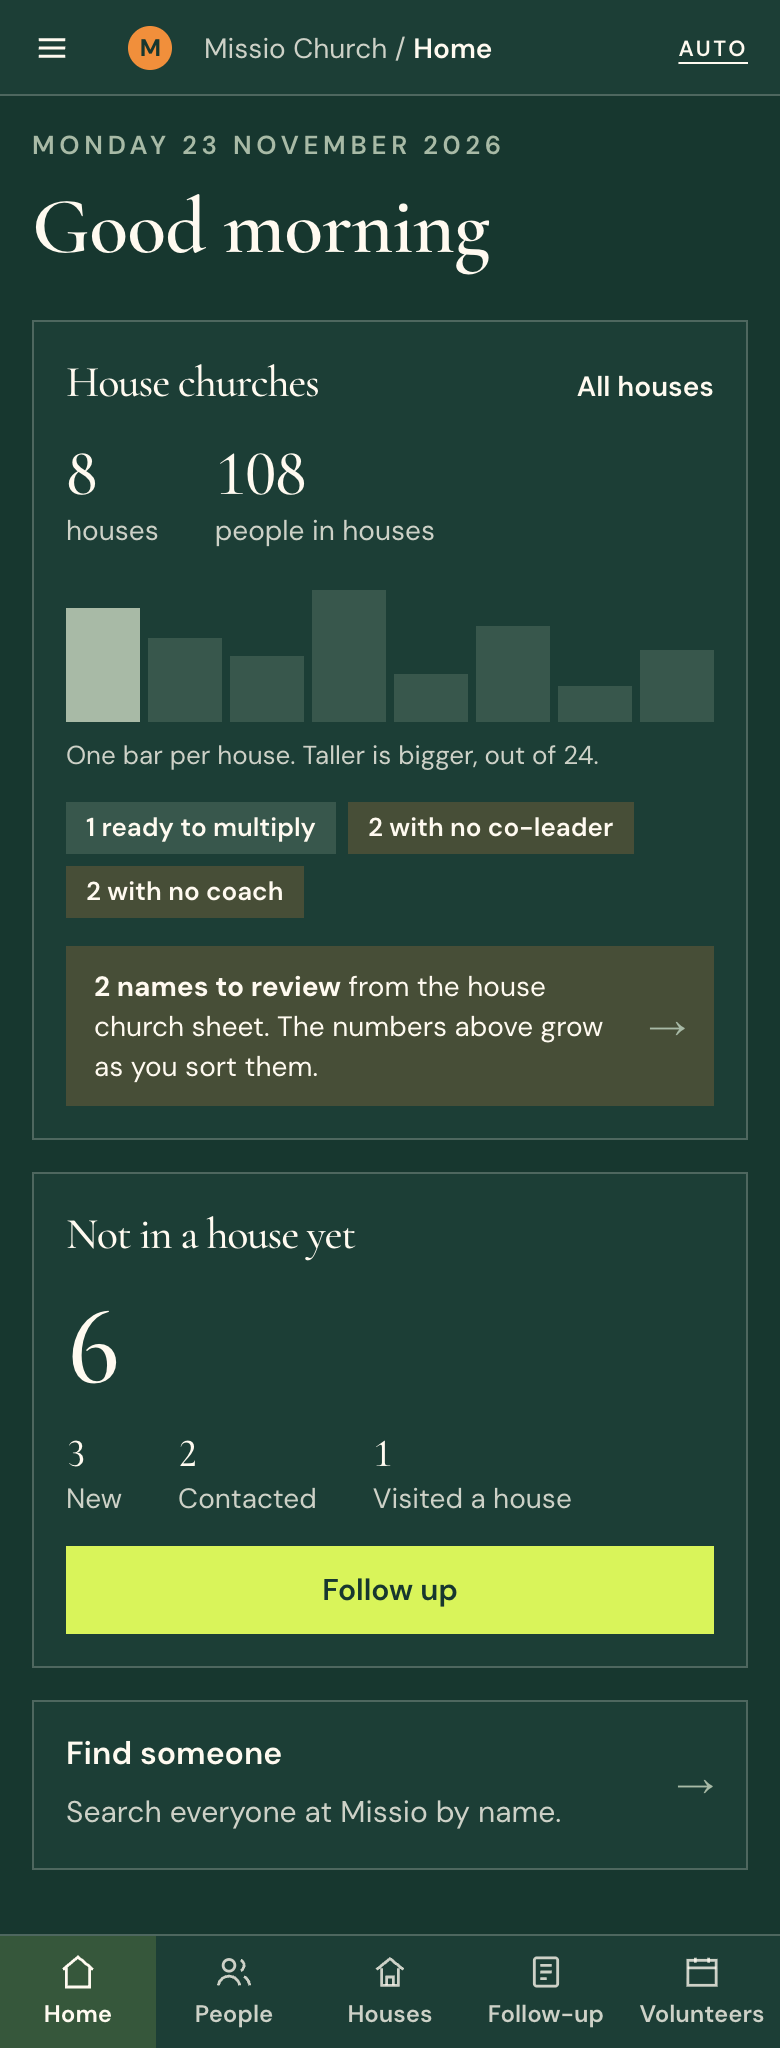 M Missio Church / Home AUTO
MONDAY 23 NOVEMBER 2026
Good morning
House churches All houses
8 108
houses people in houses
One bar per house. Taller is bigger, out of 24.
1 ready to multiply 2 with no co-leader
2 with no coach
2 names to review from the house
church sheet. The numbers above grow →
as you sort them.
Not in a house yet
6
3 2 1
New Contacted Visited a house
Follow up
Find someone
→
Search everyone at Missio by name.
Home People Houses Follow-up Volunteers